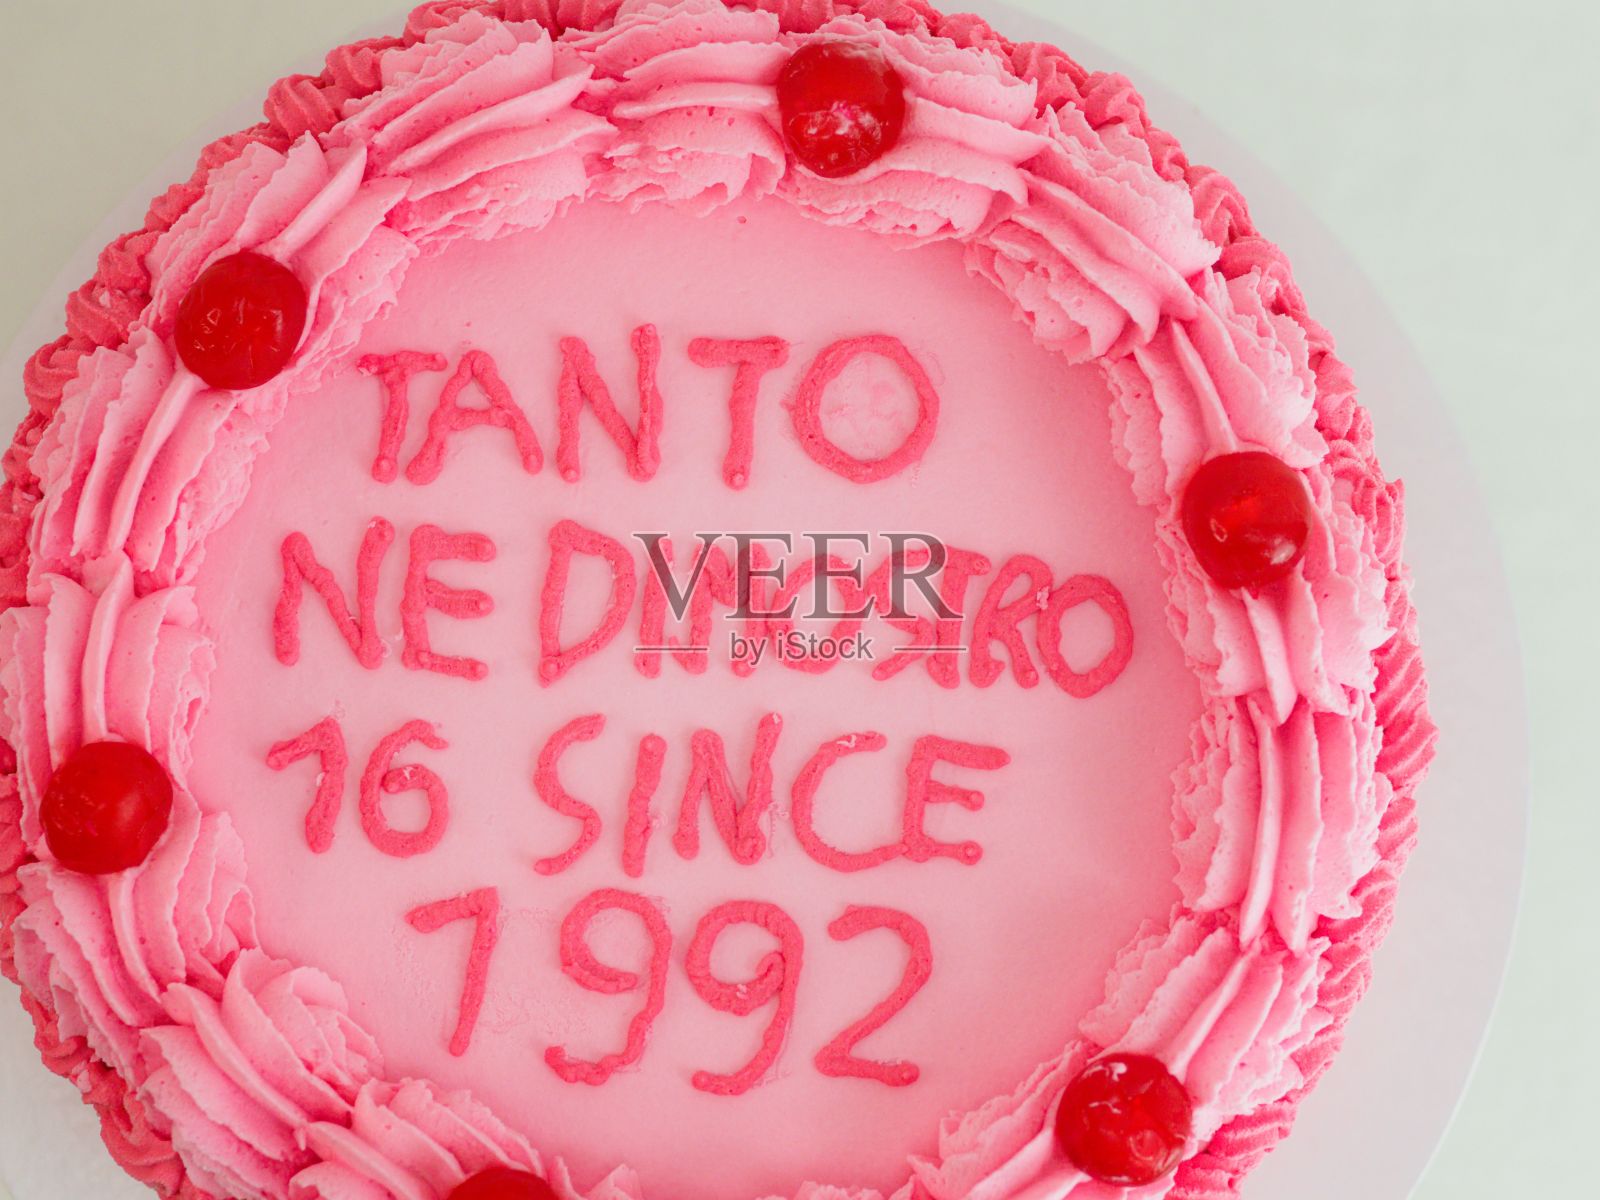 TANTO
NE DIMOSTRO
16 SINCE
1992
VEER
by iStock